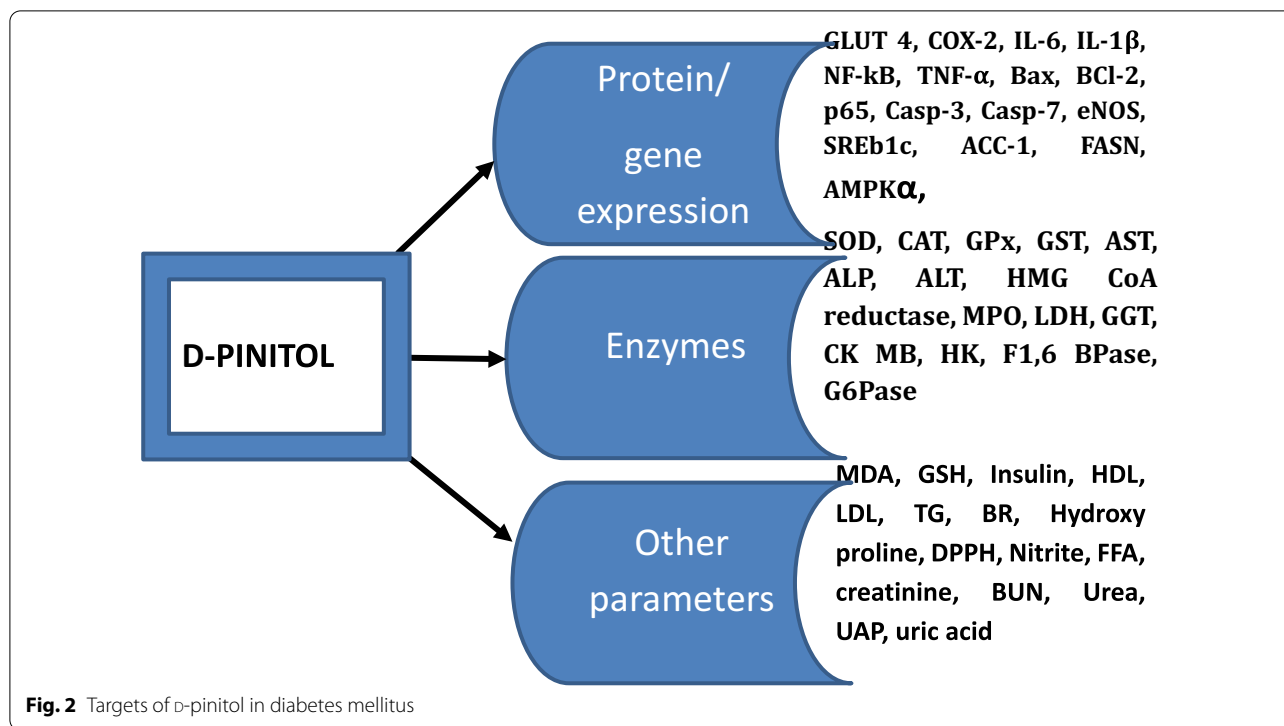 Protein/
gene
expression
GLUT 4, COX-2, IL-6, IL-1β,
NF-kB, TNF-α, Bax, BCl-2,
p65, Casp-3, Casp-7, eNOS,
SREb1c, ACC-1, FASN,
AMPKα,
D-PINITOL
Enzymes
SOD, CAT, GPx, GST, AST,
ALP, ALT, HMG CoA
reductase, MPO, LDH, GGT,
CK MB, HK, F1,6 BPase,
G6Pase
Other
parameters
MDA, GSH, Insulin, HDL,
LDL, TG, BR, Hydroxy
proline, DPPH, Nitrite, FFA,
creatinine, BUN, Urea,
UAP, uric acid
Fig. 2 Targets of D-pinitol in diabetes mellitus